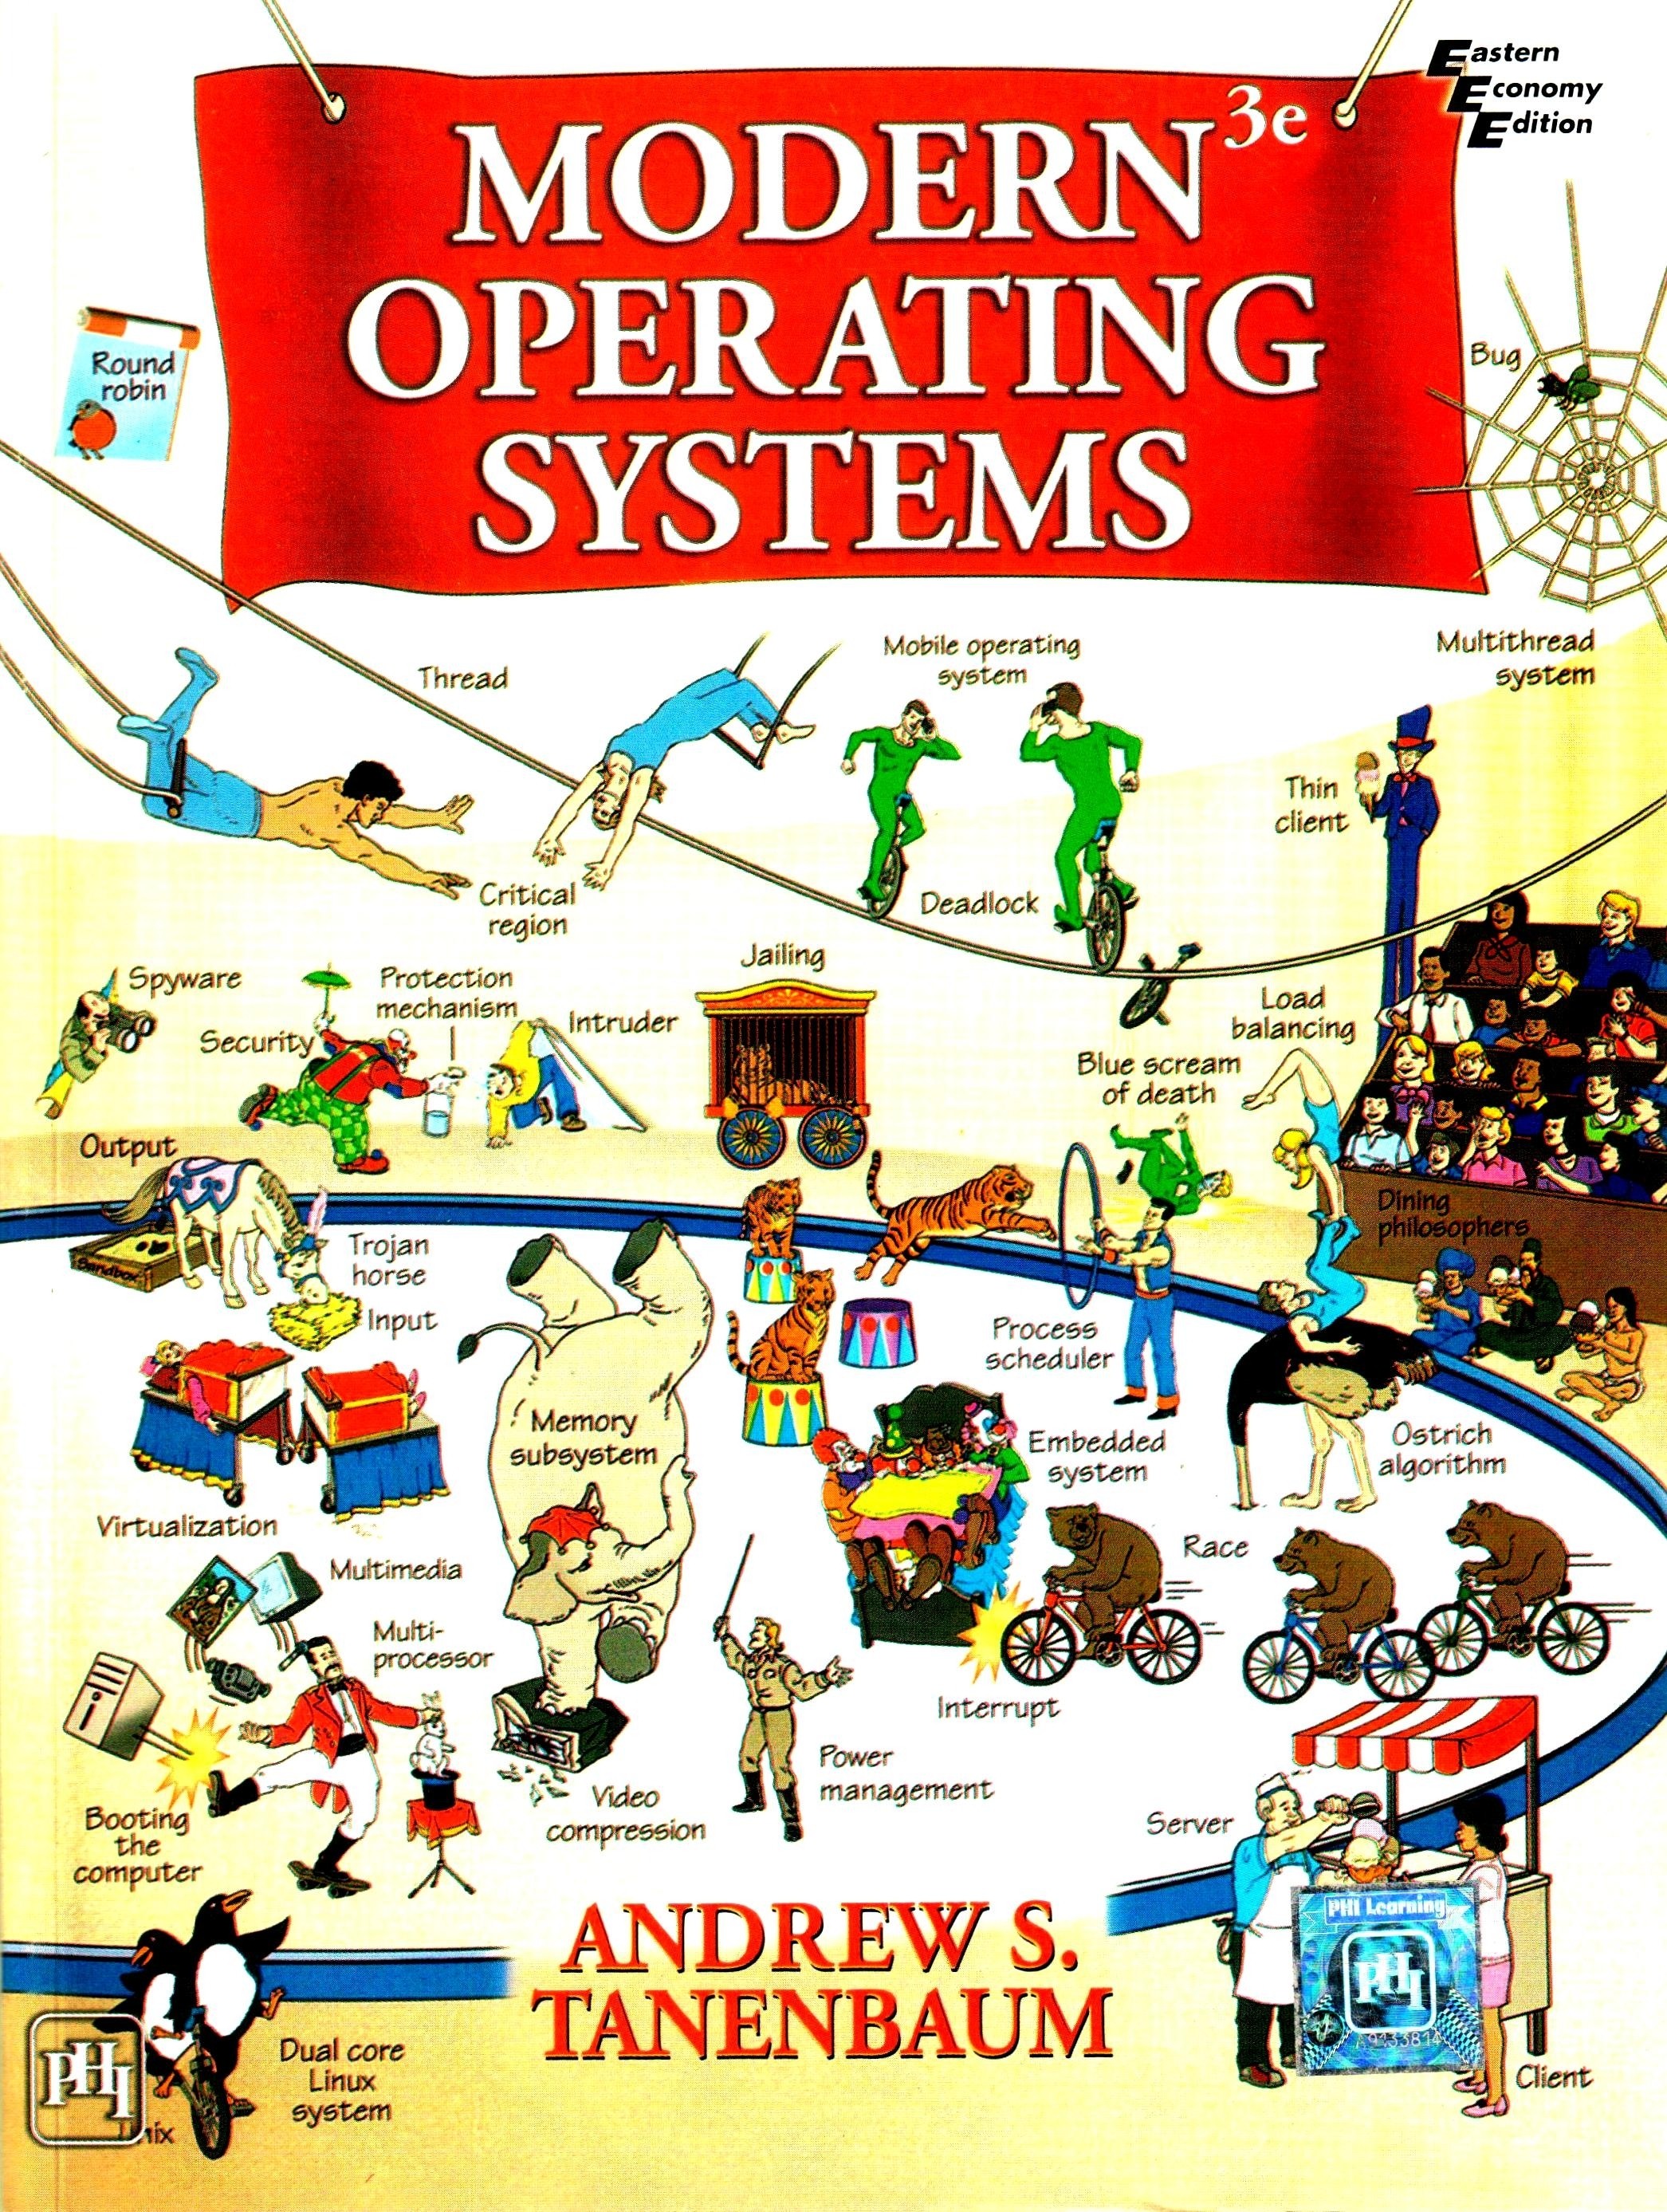 Eastern
Economy
Edition
MODERN 3e
OPERATING
SYSTEMS
Round
robin
Bug
Thread
Mobile operating
system
Multithread
system
Thin
client
Critical
region
Deadlock
Jailing
Spyware
Protection
mechanism
Security
Intruder
Load
balancing
Blue scream
of death
Output
Dining
philosophers
Sandbox
Trojan
horse
Input
Process
scheduler
Memory
subsystem
Embedded
system
Ostrich
algorithm
Virtualization
Race
Multimedia
Multi-
processor
Interrupt
Power
management
Video
compression
Booting
the
computer
Server
ANDREW S.
TANENBAUM
PHI Learning
PHI
Client
Dual core
Linux
system
PHI